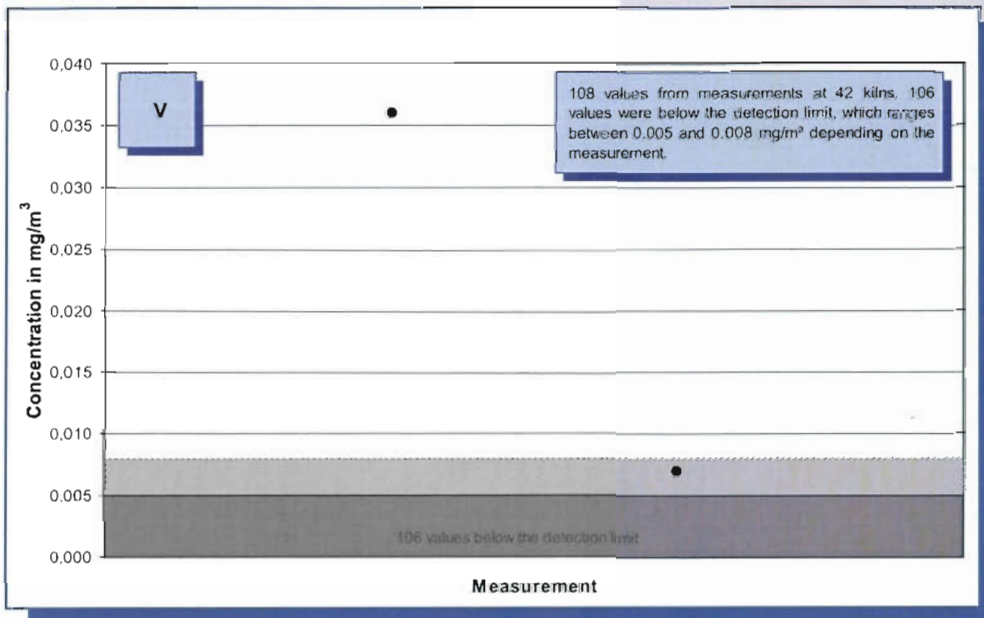 0,040
0,035
0,030
0,025
0,020
0,015
0,010
0,005
0,000
Concentration in mg/m³
V
108 values from measurements at 42 kilns. 106
values were below the detection limit, which ranges
between 0.005 and 0.008 mg/m³ depending on the
measurement.
106 values below the detection limit
Measurement